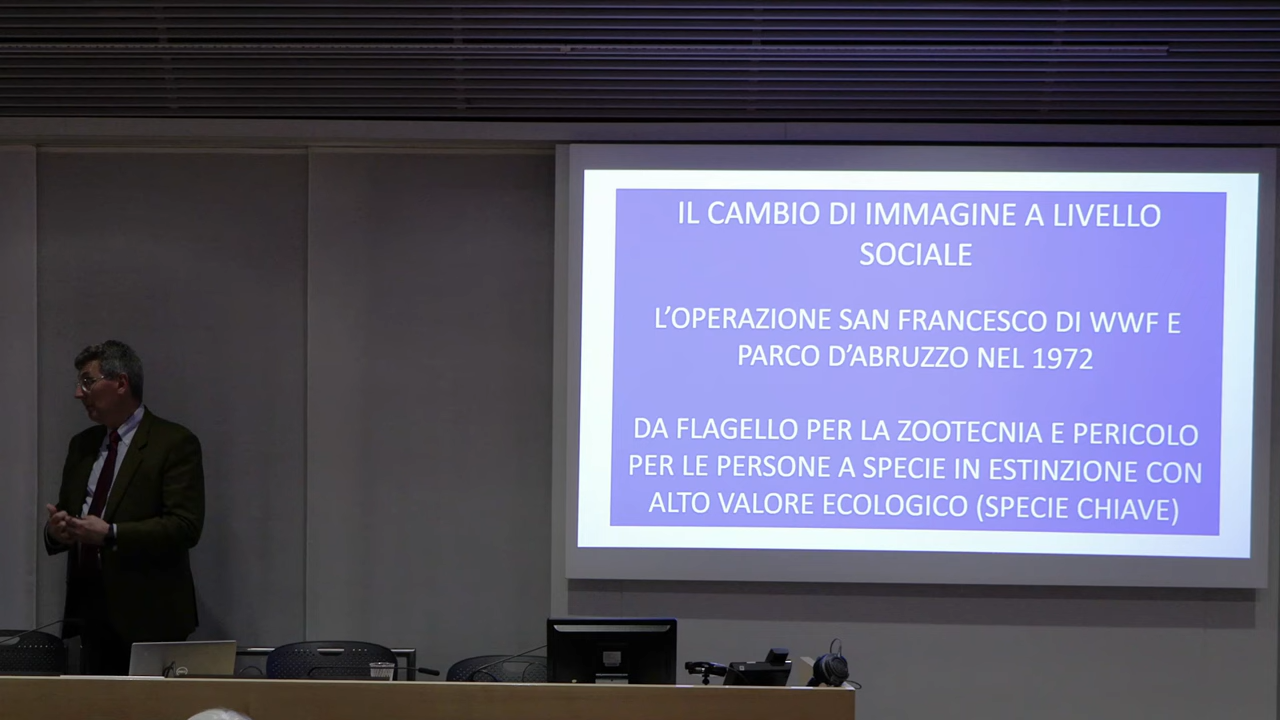 IL CAMBIO DI IMMAGINE A LIVELLO
SOCIALE
L'OPERAZIONE SAN FRANCESCO DI WWF E
PARCO D'ABRUZZO NEL 1972
DA FLAGELLO PER LA ZOOTECNIA E PERICOLO
PER LE PERSONE A SPECIE IN ESTINZIONE CON
ALTO VALORE ECOLOGICO (SPECIE CHIAVE)